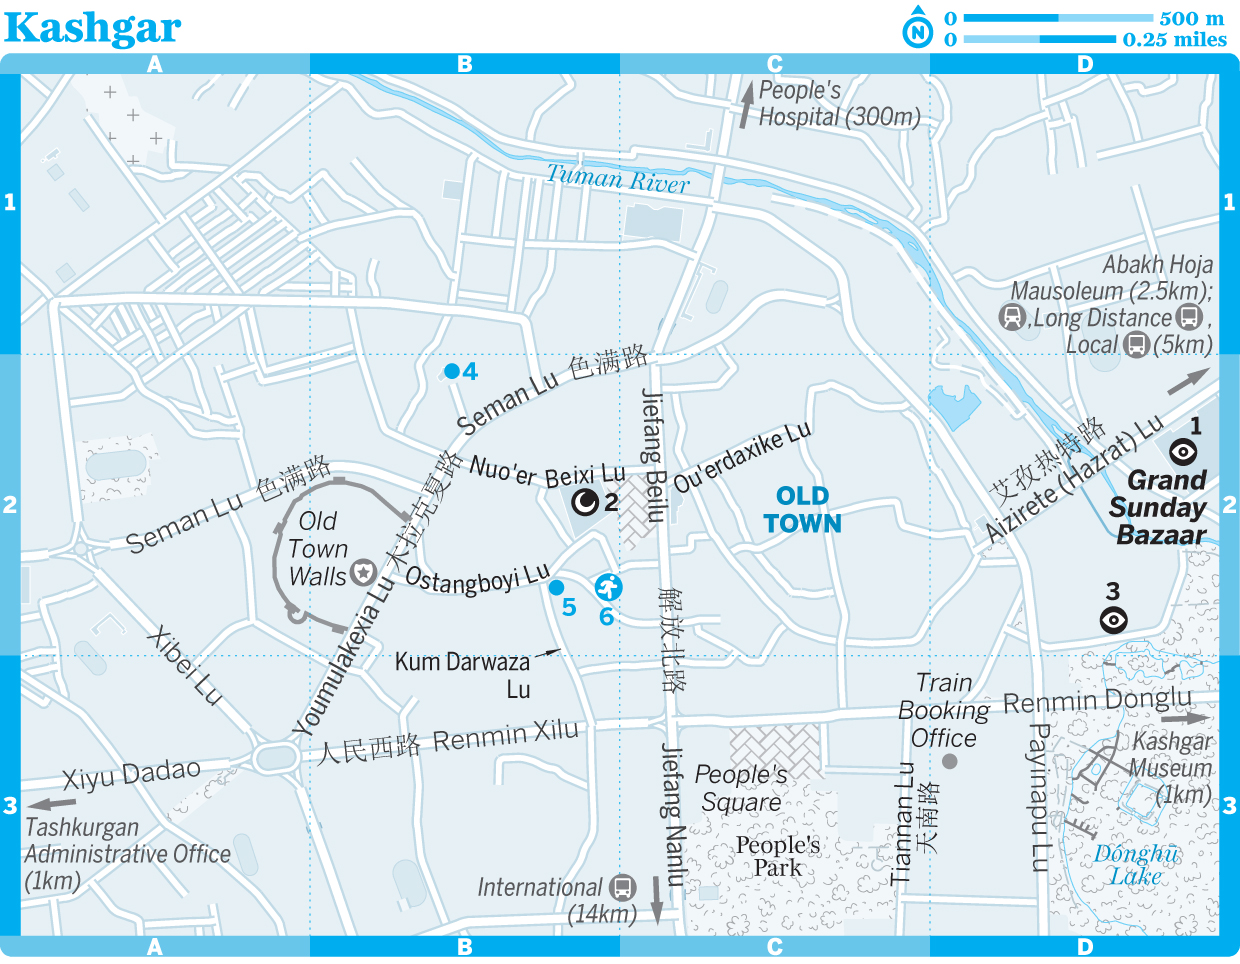 Kashgar
0 500 m
0 0.25 miles
A B C D
1
People's
Hospital (300m)
Tuman River
1
Abakh Hoja
Mausoleum (2.5km);
,Long Distance ,
Local (5km)
4
Seman Lu 色满路
Jiefang Beilu
Ou'erdaxike Lu
艾孜热特路
Aizirete (Hazrat) Lu
1
Grand
Sunday
Bazaar
2
Seman Lu 色满路
Nuo'er Beixi Lu
2
OLD
TOWN
2
Old
Town
Walls
Youmulakexia Lu 木拉克夏路
Ostangboyi Lu
5
6
3
解放北路
Xibei Lu
Kum Darwaza
Lu
Train
Booking
Office
Renmin Donglu
人民西路 Renmin Xilu
Xiyu Dadao
Tashkurgan
Administrative Office
(1km)
3
Jiefang Nanlu
People's
Square
People's
Park
Tiannan Lu
天南路
Payinapu Lu
Kashgar
Museum
(1km)
3
Dōnghū
Lake
International
(14km)
A B C D
N